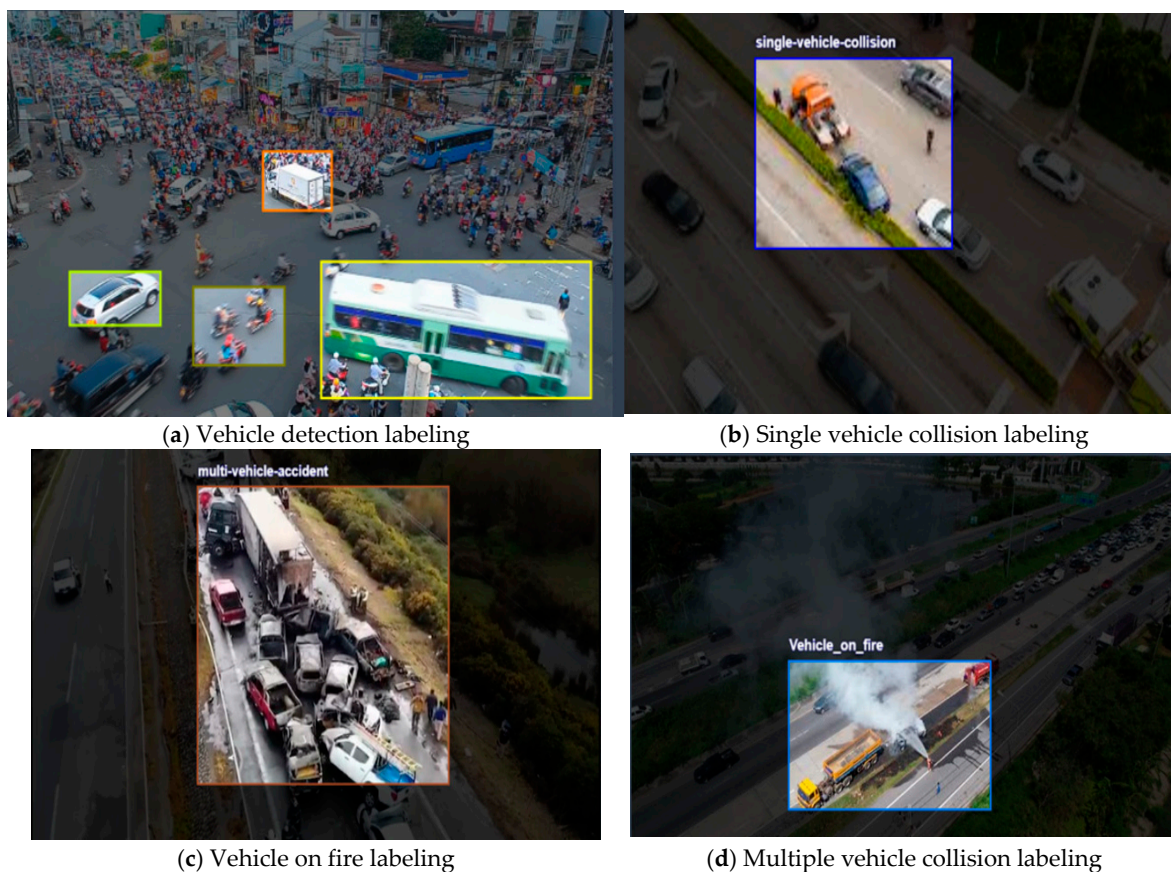 single-vehicle-collision
(a) Vehicle detection labeling
(b) Single vehicle collision labeling
multi-vehicle-accident
Vehicle_on_fire
(c) Vehicle on fire labeling
(d) Multiple vehicle collision labeling